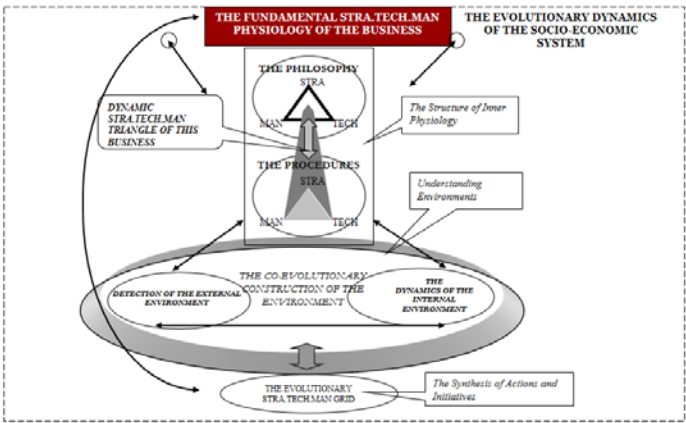 THE FUNDAMENTAL STRA.TECH.MAN
PHYSIOLOGY OF THE BUSINESS
THE EVOLUTIONARY DYNAMICS
OF THE SOCIO-ECONOMIC
SYSTEM
THE PHILOSOPHY
STRA
MAN TECH
DYNAMIC
STRA.TECH.MAN
TRIANGLE OF THIS
BUSINESS
The Structure of Inner
Physiology
THE PROCEDURES
STRA
MAN TECH
Understanding
Environments
THE CO-EVOLUTIONARY
CONSTRUCTION OF THE
ENVIRONMENT
DETECTION OF THE EXTERNAL
ENVIRONMENT
THE
DYNAMICS OF THE
INTERNAL
ENVIRONMENT
THE EVOLUTIONARY
STRA.TECH.MAN GRID
The Synthesis of Actions and
Initiatives